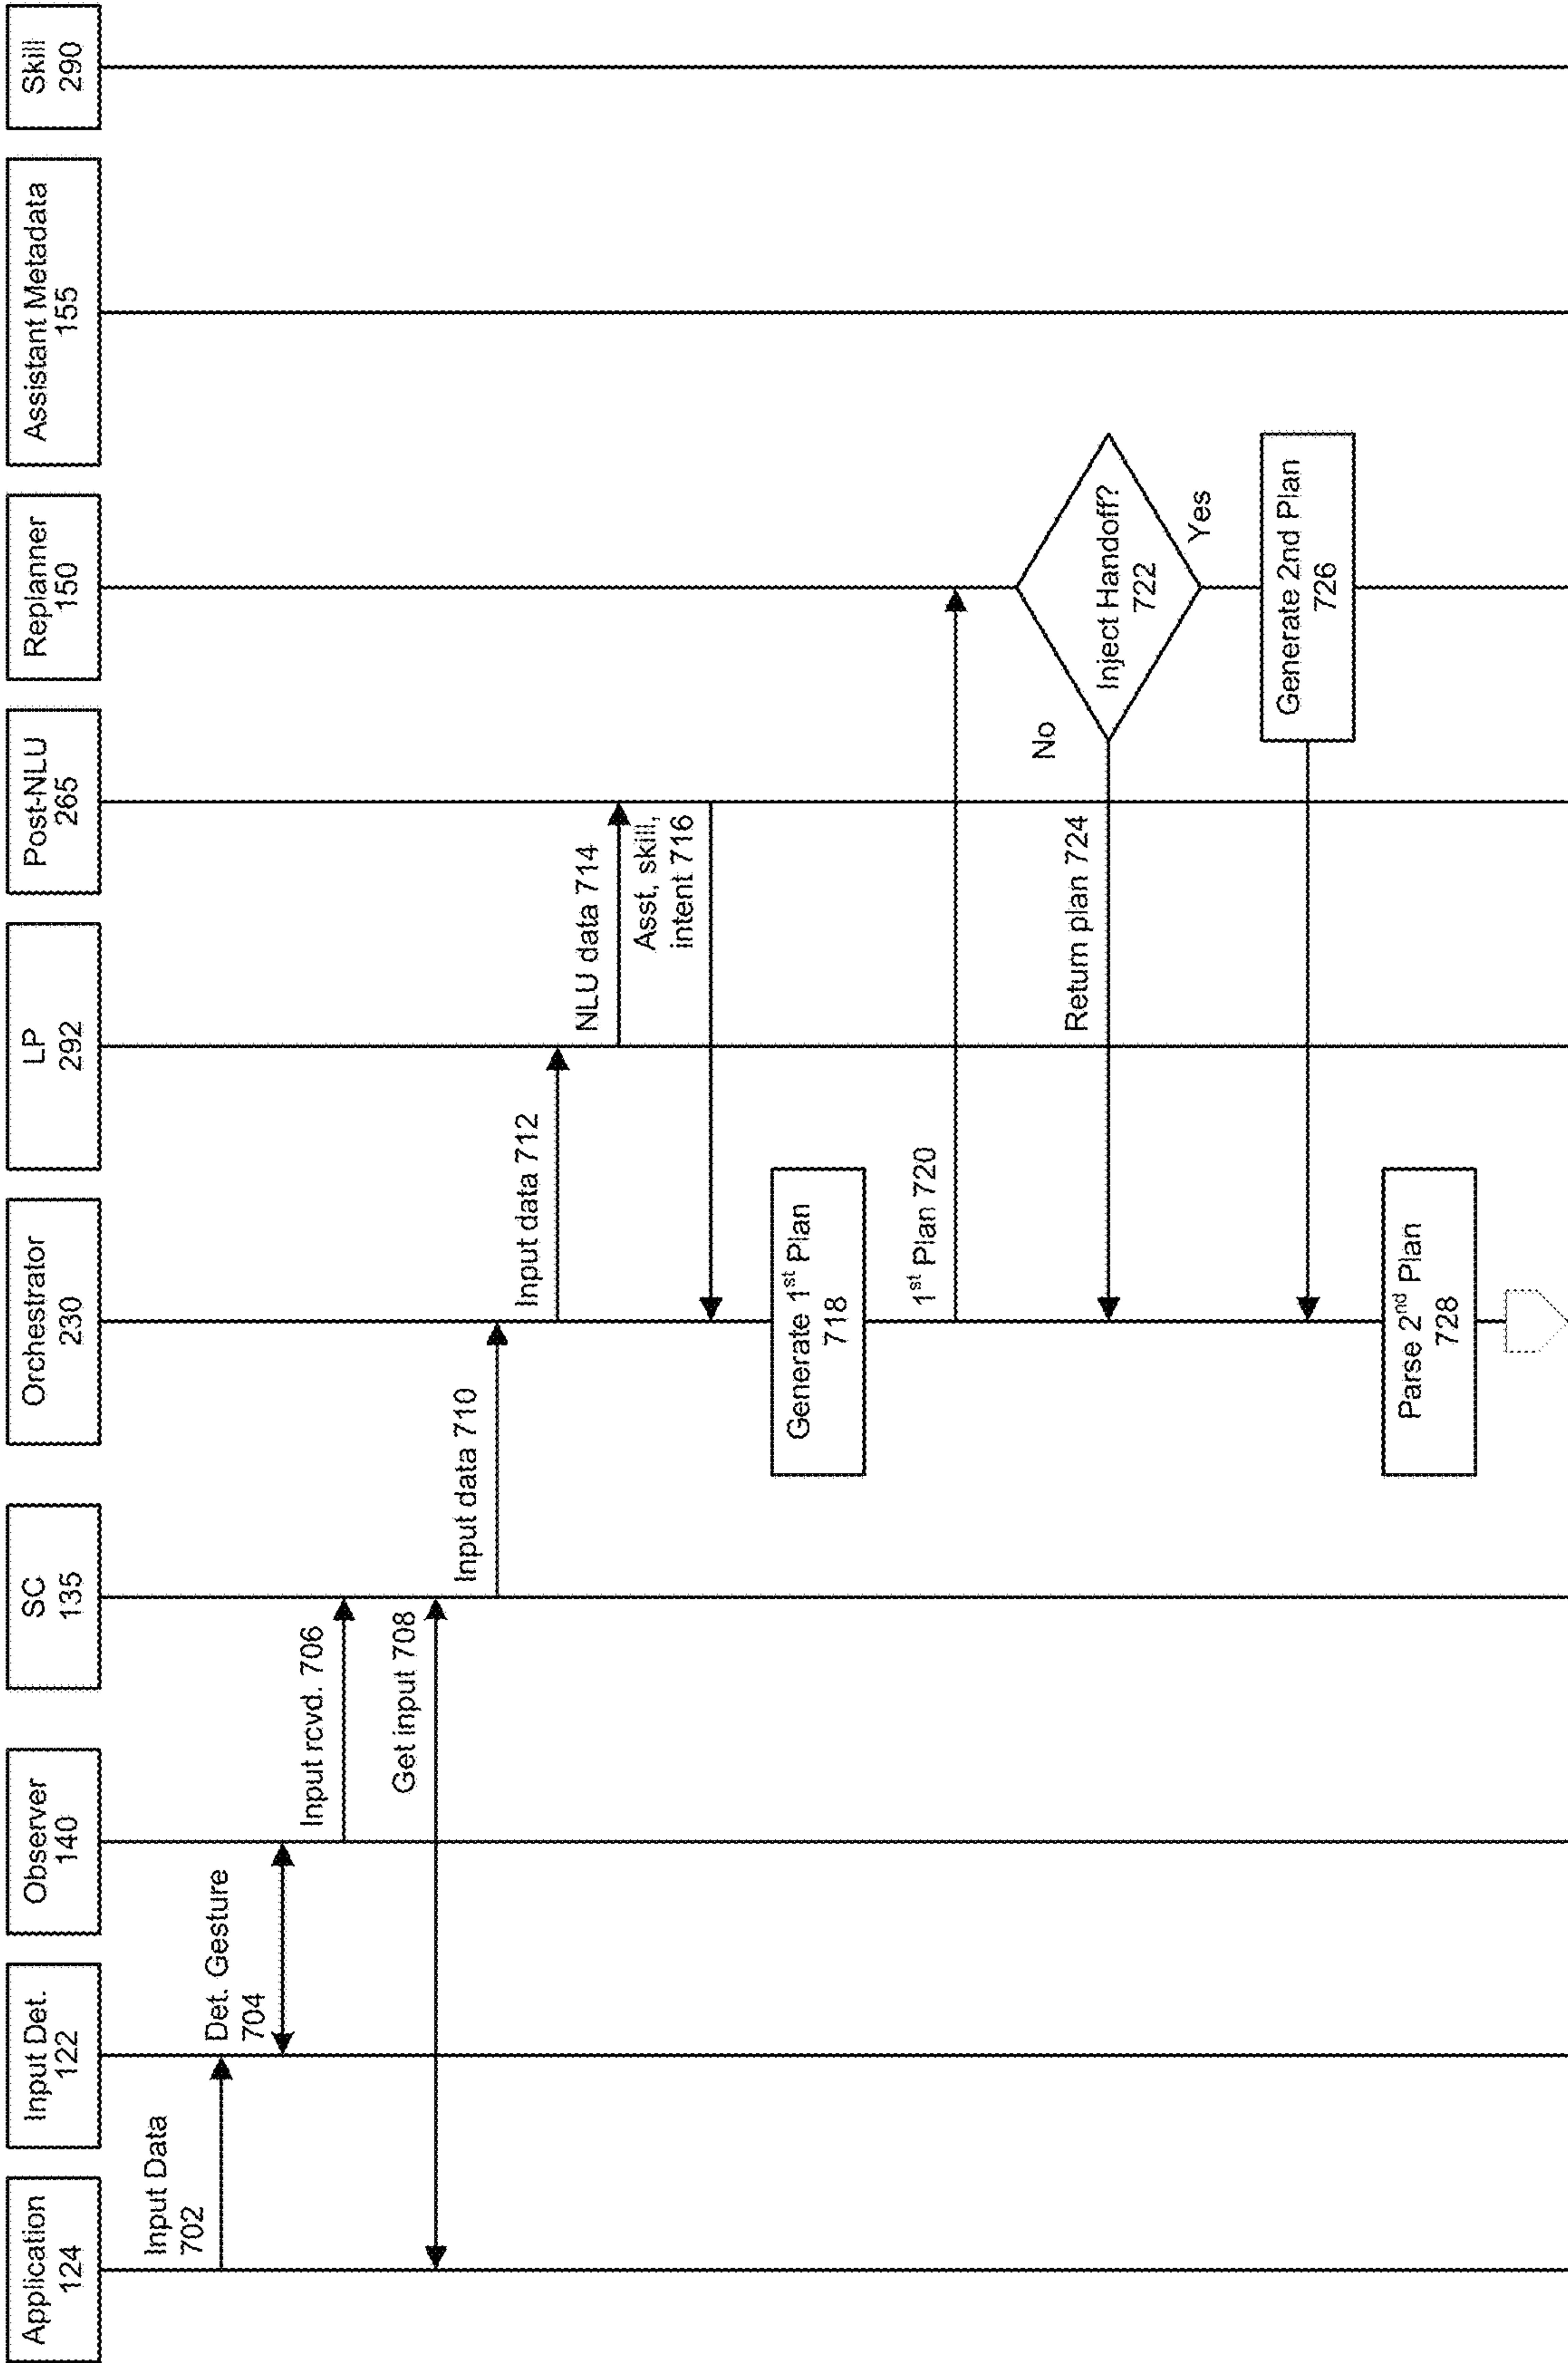 Application
124
Input Det.
122
Observer
140
SC
135
Orchestrator
230
LP
292
Post-NLU
265
Replanner
150
Assistant Metadata
155
Skill
290
Input Data
702
Det. Gesture
704
Input rcvd. 706
Get input 708
Input data 710
Input data 712
NLU data 714
Asst, skill,
intent 716
Generate 1st Plan
718
1st Plan 720
Inject Handoff?
722
No
Yes
Return plan 724
Generate 2nd Plan
726
Parse 2nd Plan
728